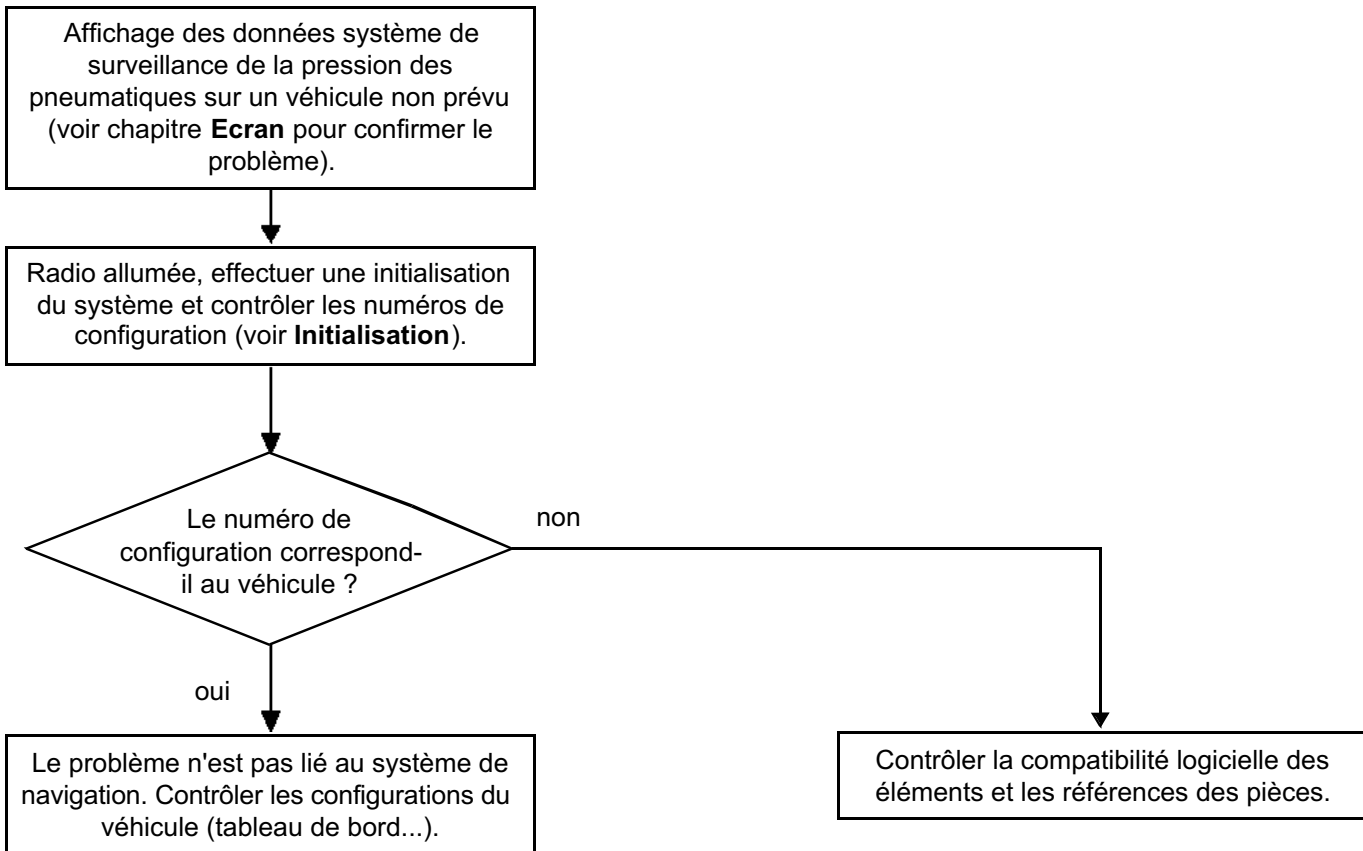 Affichage des données système de
surveillance de la pression des
pneumatiques sur un véhicule non prévu
(voir chapitre Ecran pour confirmer le
problème).
Radio allumée, effectuer une initialisation
du système et contrôler les numéros de
configuration (voir Initialisation).
Le numéro de
configuration correspond-
il au véhicule ?
non
oui
Le problème n'est pas lié au système de
navigation. Contrôler les configurations du
véhicule (tableau de bord...).
Contrôler la compatibilité logicielle des
éléments et les références des pièces.